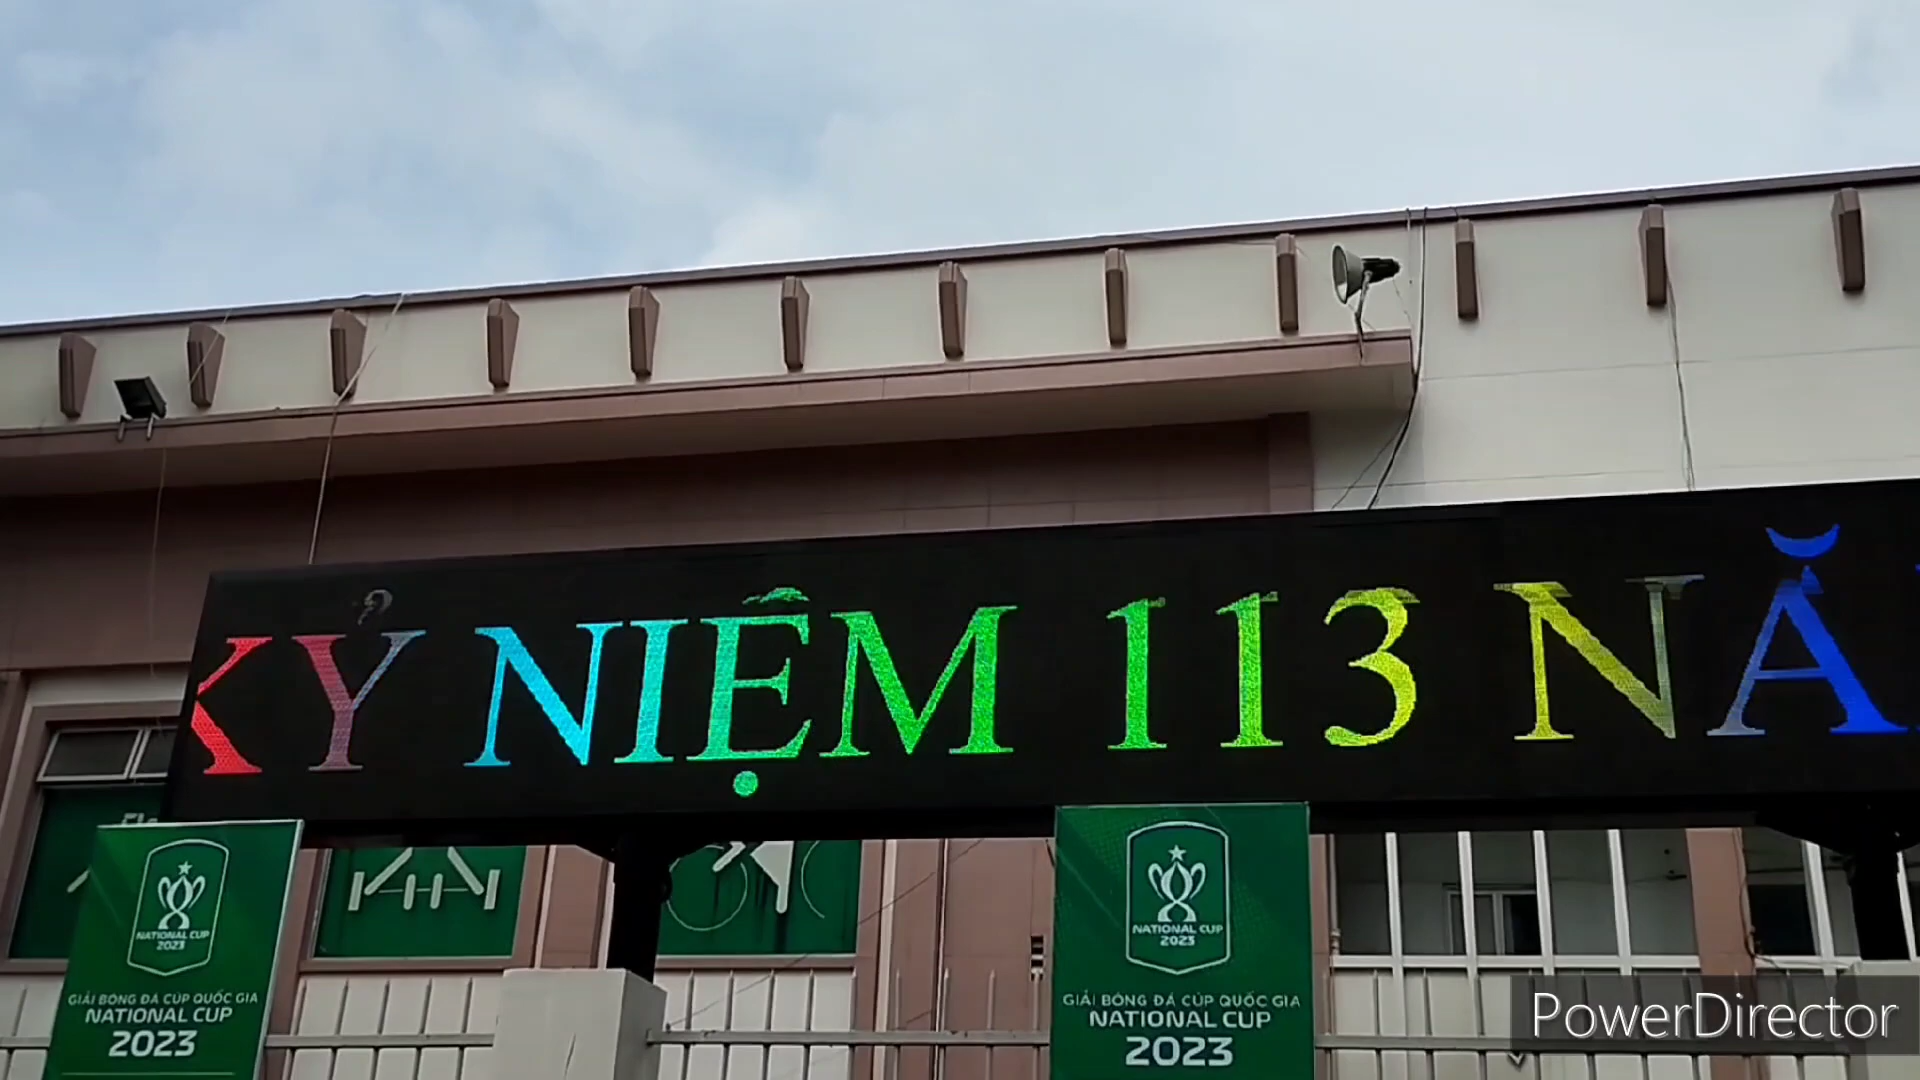 KỶ NIỆM 113 NĂ
NATIONAL CUP
2023
GIẢI BÓNG ĐÁ CÚP QUỐC GIA
NATIONAL CUP
2023
NATIONAL CUP
2023
GIẢI BÓNG ĐÁ CÚP QUỐC GIA
NATIONAL CUP
2023
PowerDirector